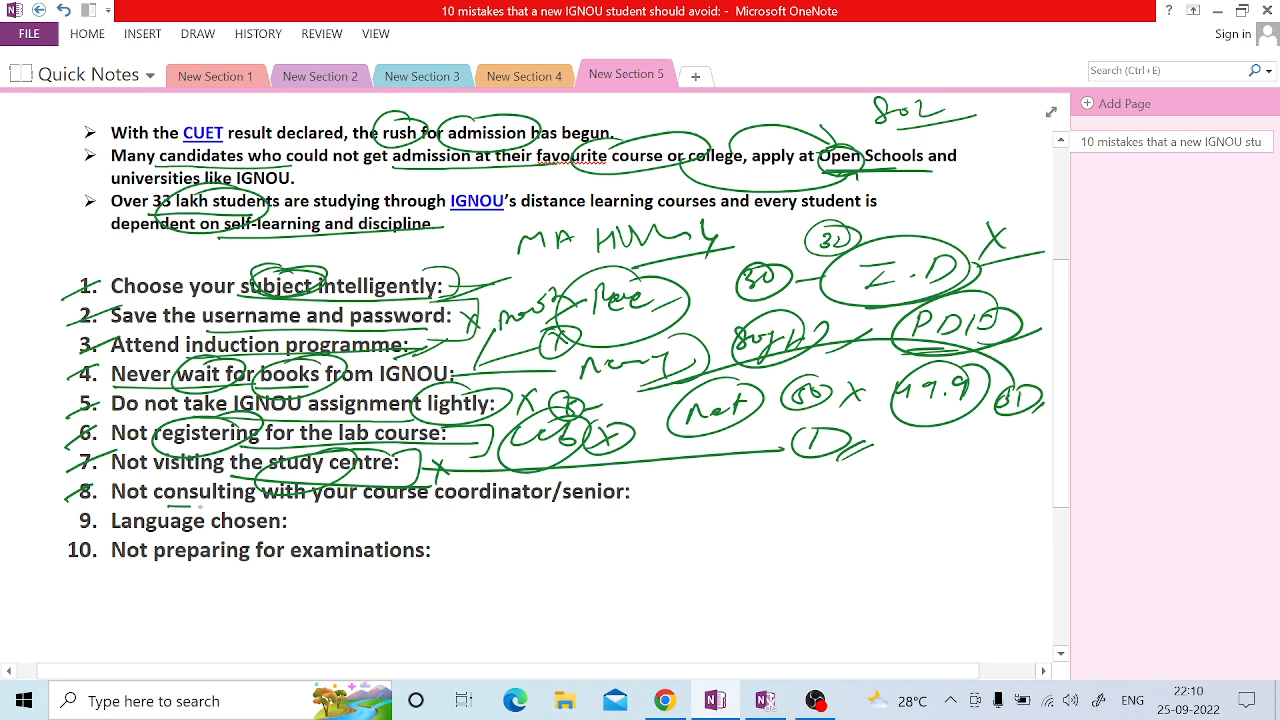 10 mistakes that a new IGNOU student should avoid: - Microsoft OneNote
FILE HOME INSERT DRAW HISTORY REVIEW VIEW
Sign in
Quick Notes New Section 1 New Section 2 New Section 3 New Section 4 New Section 5
Search (Ctrl+E)
Add Page
10 mistakes that a new IGNOU stu
802
➢ With the CUET result declared, the rush for admission has begun.
➢ Many candidates who could not get admission at their favouite course or college, apply at Open Schools and
universities like IGNOU.
➢ Over 33 lakh students are studying through IGNOU's distance learning courses and every student is
dependent on self-learning and discipline.
1. Choose your subject intelligently:
2. Save the username and password:
3. Attend induction programme:
4. Never wait for books from IGNOU:
5. Do not take IGNOU assignment lightly:
6. Not registering for the lab course:
7. Not visiting the study centre:
8. Not consulting with your course coordinator/senior:
9. Language chosen:
10. Not preparing for examinations:
MA
32
X
30
I.D
X
X
50 X
49.9
X
X
X
Type here to search
28°C
ENG
22:10
25-09-2022